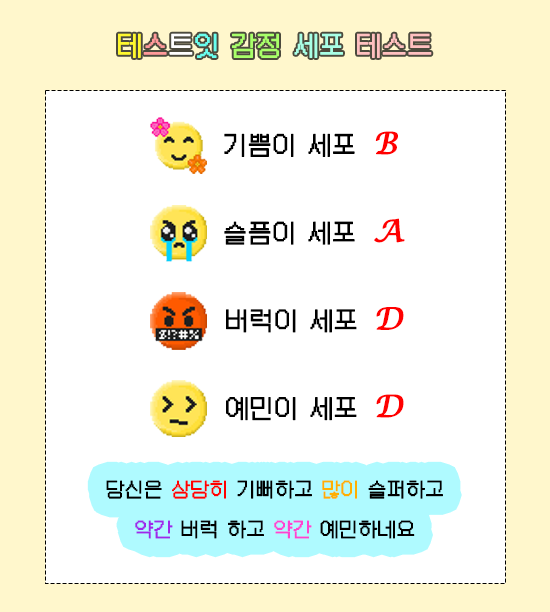 테스트잇 감정 세포 테스트
기쁨이 세포 B
슬픔이 세포 A
버럭이 세포 D
$!?#%
예민이 세포 D
당신은 상당히 기뻐하고 많이 슬퍼하고
약간 버럭 하고 약간 예민하네요